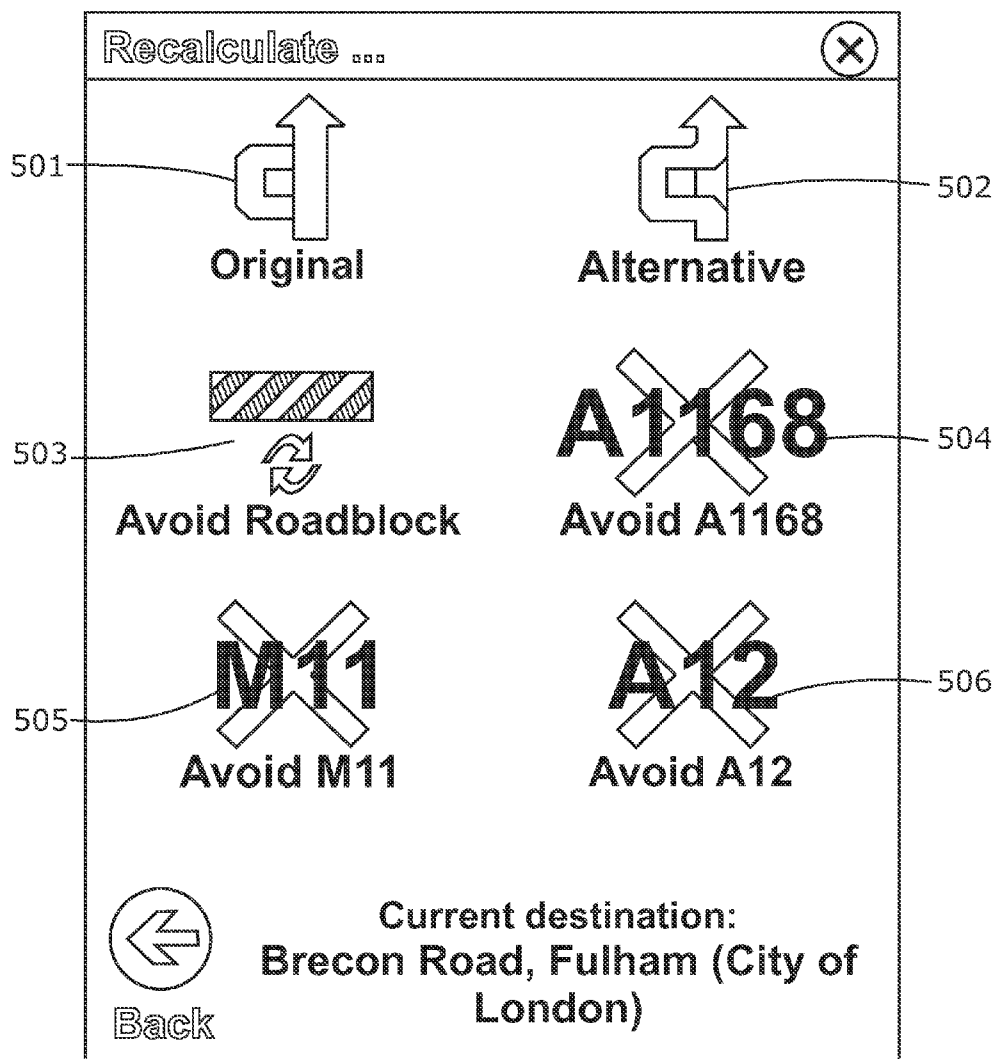 Recalculate ...
501
502
Original
Alternative
A1168
503
504
Avoid Roadblock
Avoid A1168
M11
A12
505
506
Avoid M11
Avoid A12
Current destination:
Brecon Road, Fulham (City of
London)
Back